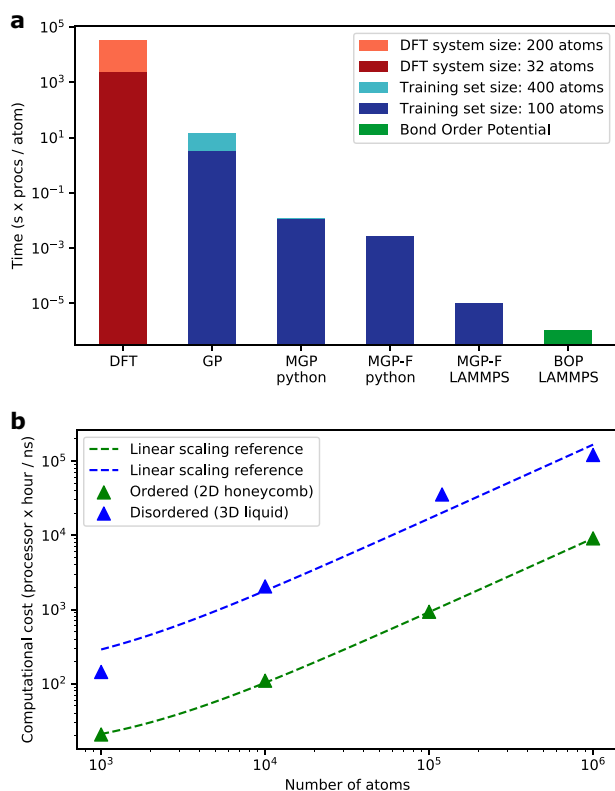 a
10^5
10^3
10^1
10^-1
10^-3
10^-5
Time (s x procs / atom)
DFT system size: 200 atoms
DFT system size: 32 atoms
Training set size: 400 atoms
Training set size: 100 atoms
Bond Order Potential
DFT
GP
MGP
python
MGP-F
python
MGP-F
LAMMPS
BOP
LAMMPS
b
10^5
10^4
10^3
10^2
Computational cost (processor x hour / ns)
Linear scaling reference
Linear scaling reference
Ordered (2D honeycomb)
Disordered (3D liquid)
10^3
10^4
10^5
10^6
Number of atoms